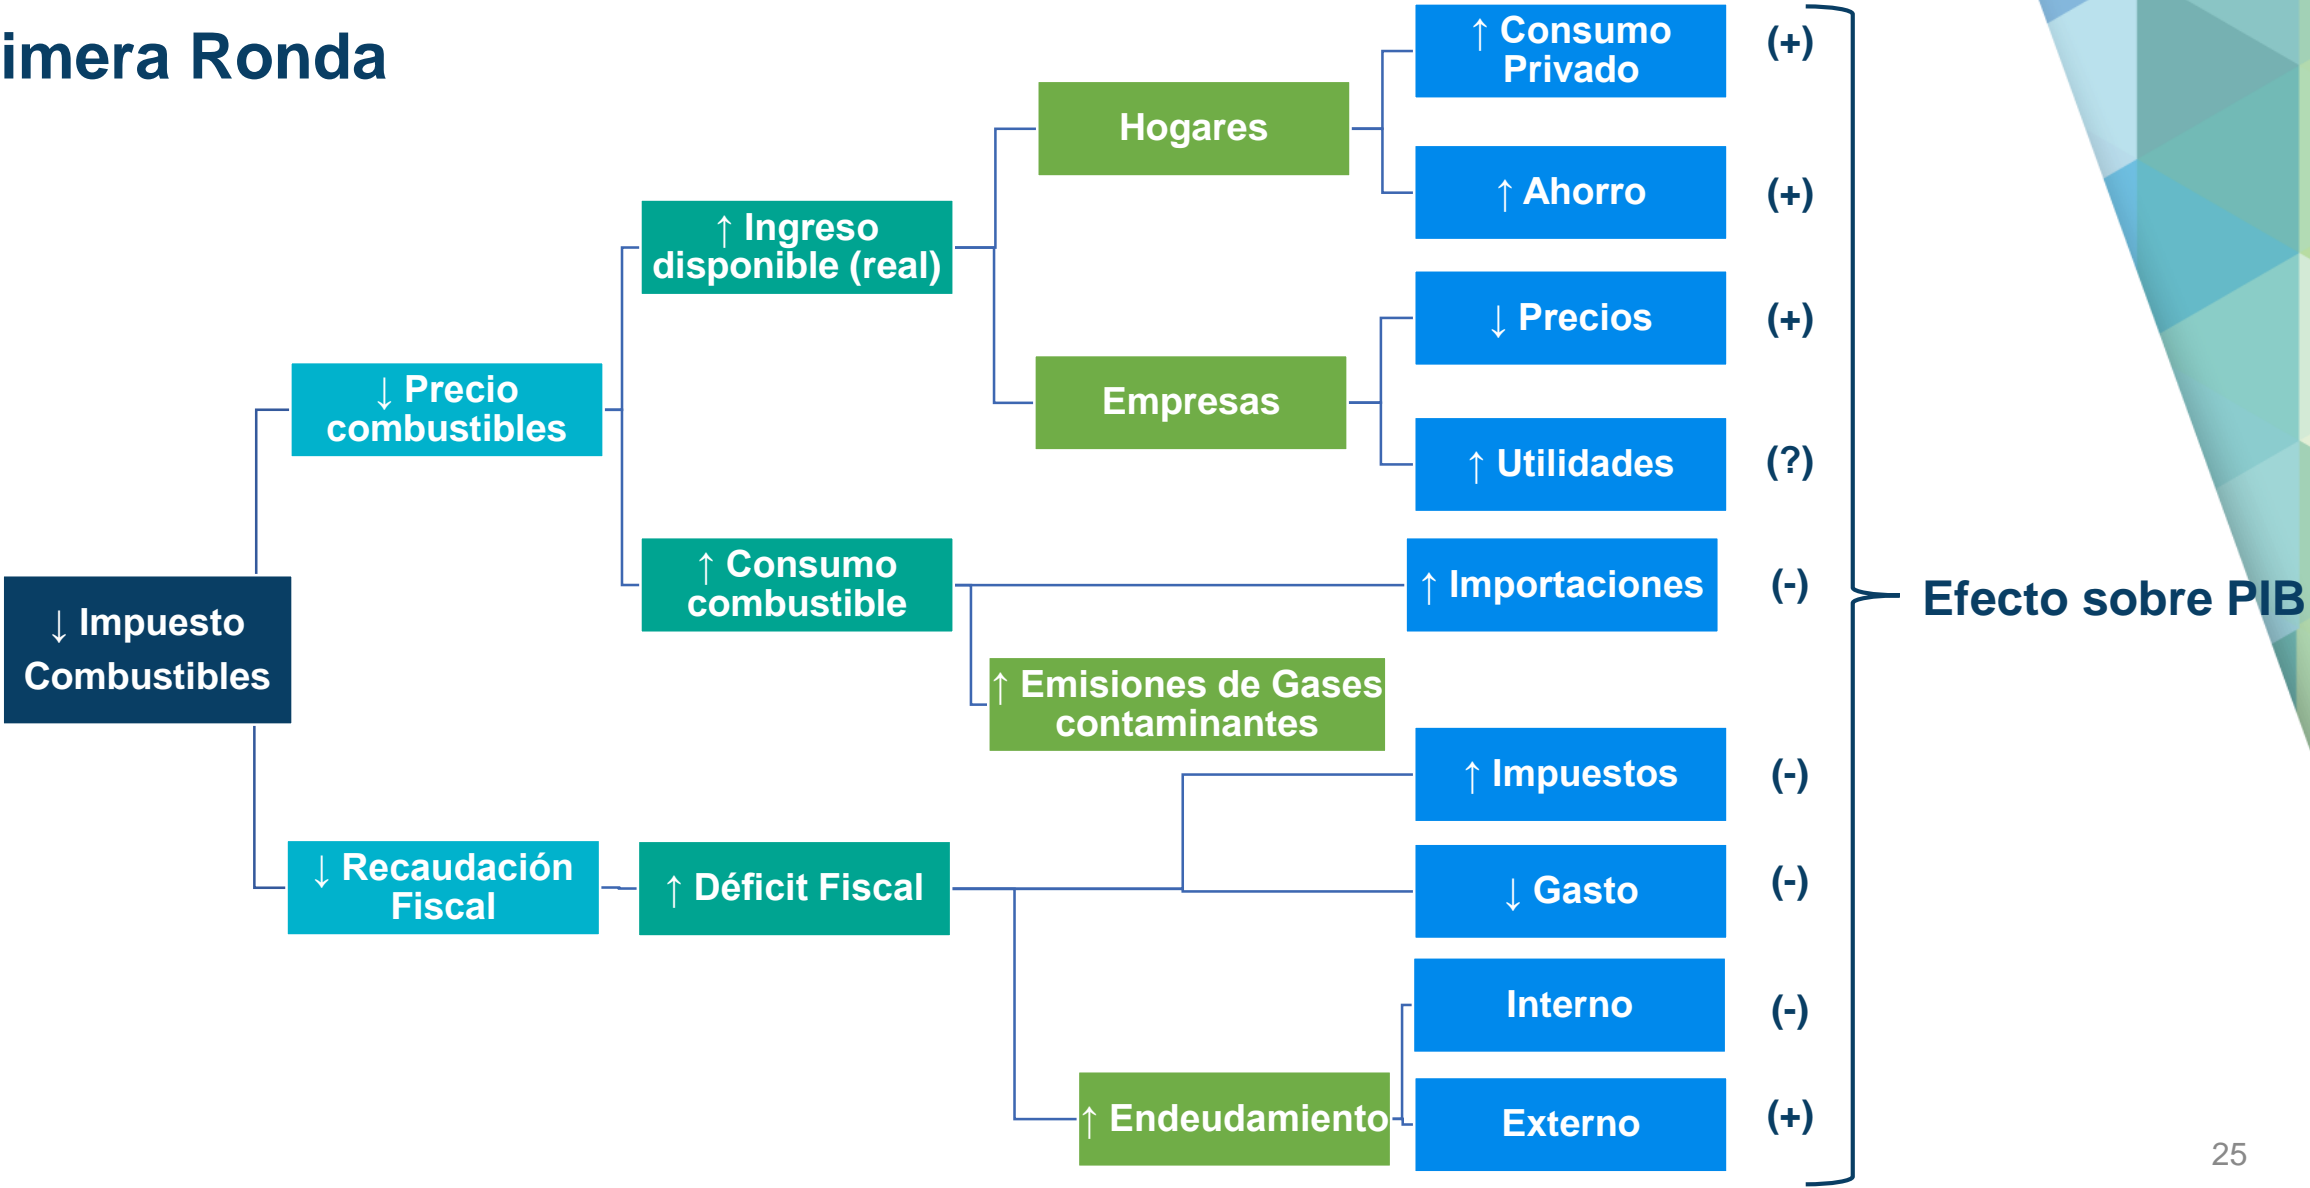 imera Ronda
↑ Consumo
Privado
(+)
Hogares
↑ Ahorro
(+)
↑ Ingreso
disponible (real)
↓ Precios
(+)
↓ Precio
combustibles
Empresas
↑ Utilidades
(?)
↑ Consumo
combustible
↑ Importaciones
(-)
Efecto sobre PIB
↓ Impuesto
Combustibles
↑ Emisiones de Gases
contaminantes
↑ Impuestos
(-)
↓ Recaudación
Fiscal
↑ Déficit Fiscal
↓ Gasto
(-)
Interno
(-)
↑ Endeudamiento
Externo
(+)
25